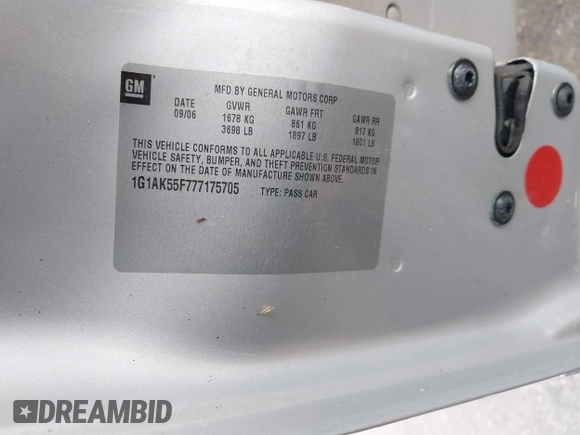 GM
MFD BY GENERAL MOTORS CORP
DATE GVWR GAWR FRT GAWR RR
09/06 1678 KG 861 KG 817 KG
3698 LB 1897 LB 1801 LB
THIS VEHICLE CONFORMS TO ALL APPLICABLE U.S. FEDERAL MOTOR
VEHICLE SAFETY, BUMPER, AND THEFT PREVENTION STANDARDS IN
EFFECT ON THE DATE OF MANUFACTURE SHOWN ABOVE.
1G1AK55F777175705 TYPE: PASS CAR
DREAMBID